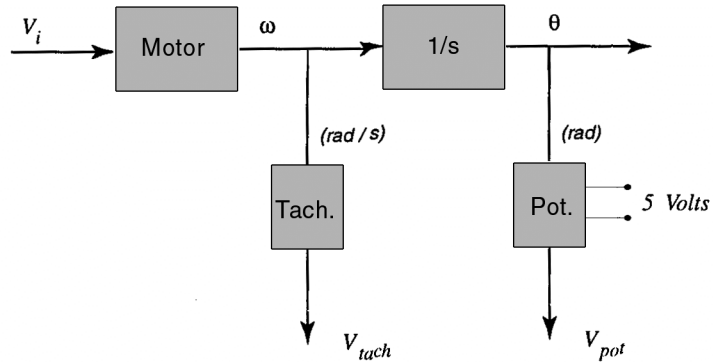 V_i
Motor
ω
1/s
θ
(rad / s)
(rad)
Tach.
Pot.
5 Volts
V_tach
V_pot